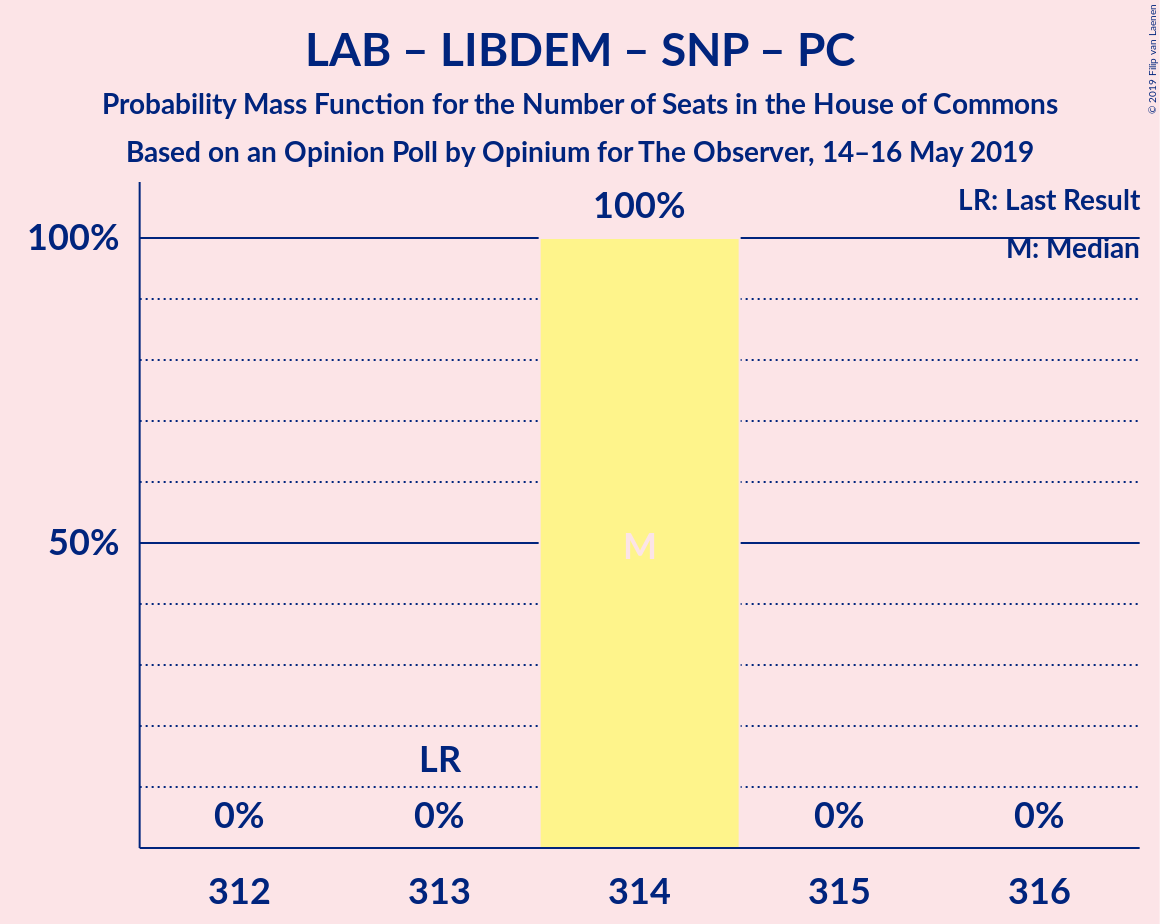 LAB – LIBDEM – SNP – PC
Probability Mass Function for the Number of Seats in the House of Commons
Based on an Opinion Poll by Opinium for The Observer, 14–16 May 2019
© 2019 Filip van Laenen
LR: Last Result
M: Median
100%
100%
50%
M
LR
0%
0%
0%
0%
312
313
314
315
316